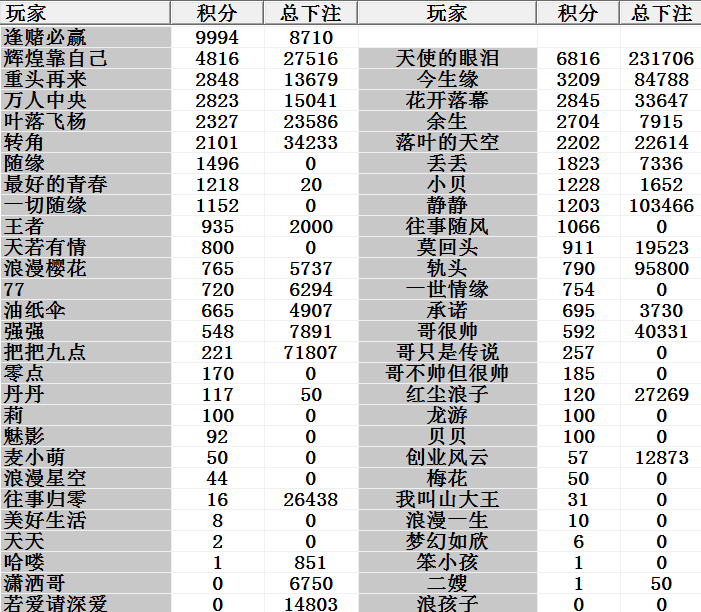 玩家 积分 总下注 玩家 积分 总下注
逢赌必赢 9994 8710
辉煌靠自己 4816 27516 天使的眼泪 6816 231706
重头再来 2848 13679 今生缘 3209 84788
万人中央 2823 15041 花开落幕 2845 33647
叶落飞杨 2327 23586 余生 2704 7915
转角 2101 34233 落叶的天空 2202 22614
随缘 1496 0 丢丢 1823 7336
最好的青春 1218 20 小贝 1228 1652
一切随缘 1152 0 静静 1203 103466
王者 935 2000 往事随风 1066 0
天若有情 800 0 莫回头 911 19523
浪漫樱花 765 5737 轨头 790 95800
77 720 6294 一世情缘 754 0
油纸伞 665 4907 承诺 695 3730
强强 548 7891 哥很帅 592 40331
把把九点 221 71807 哥只是传说 257 0
零点 170 0 哥不帅但很帅 185 0
丹丹 117 50 红尘浪子 120 27269
莉 100 0 龙游 100 0
魅影 92 0 贝贝 100 0
麦小萌 50 0 创业风云 57 12873
浪漫星空 44 0 梅花 50 0
往事归零 16 26438 我叫山大王 31 0
美好生活 8 0 浪漫一生 10 0
天天 2 0 梦幻如欣 6 0
哈喽 1 851 笨小孩 1 0
潇洒哥 0 6750 二嫂 1 50
若爱请深爱 0 14803 浪孩子 0 0